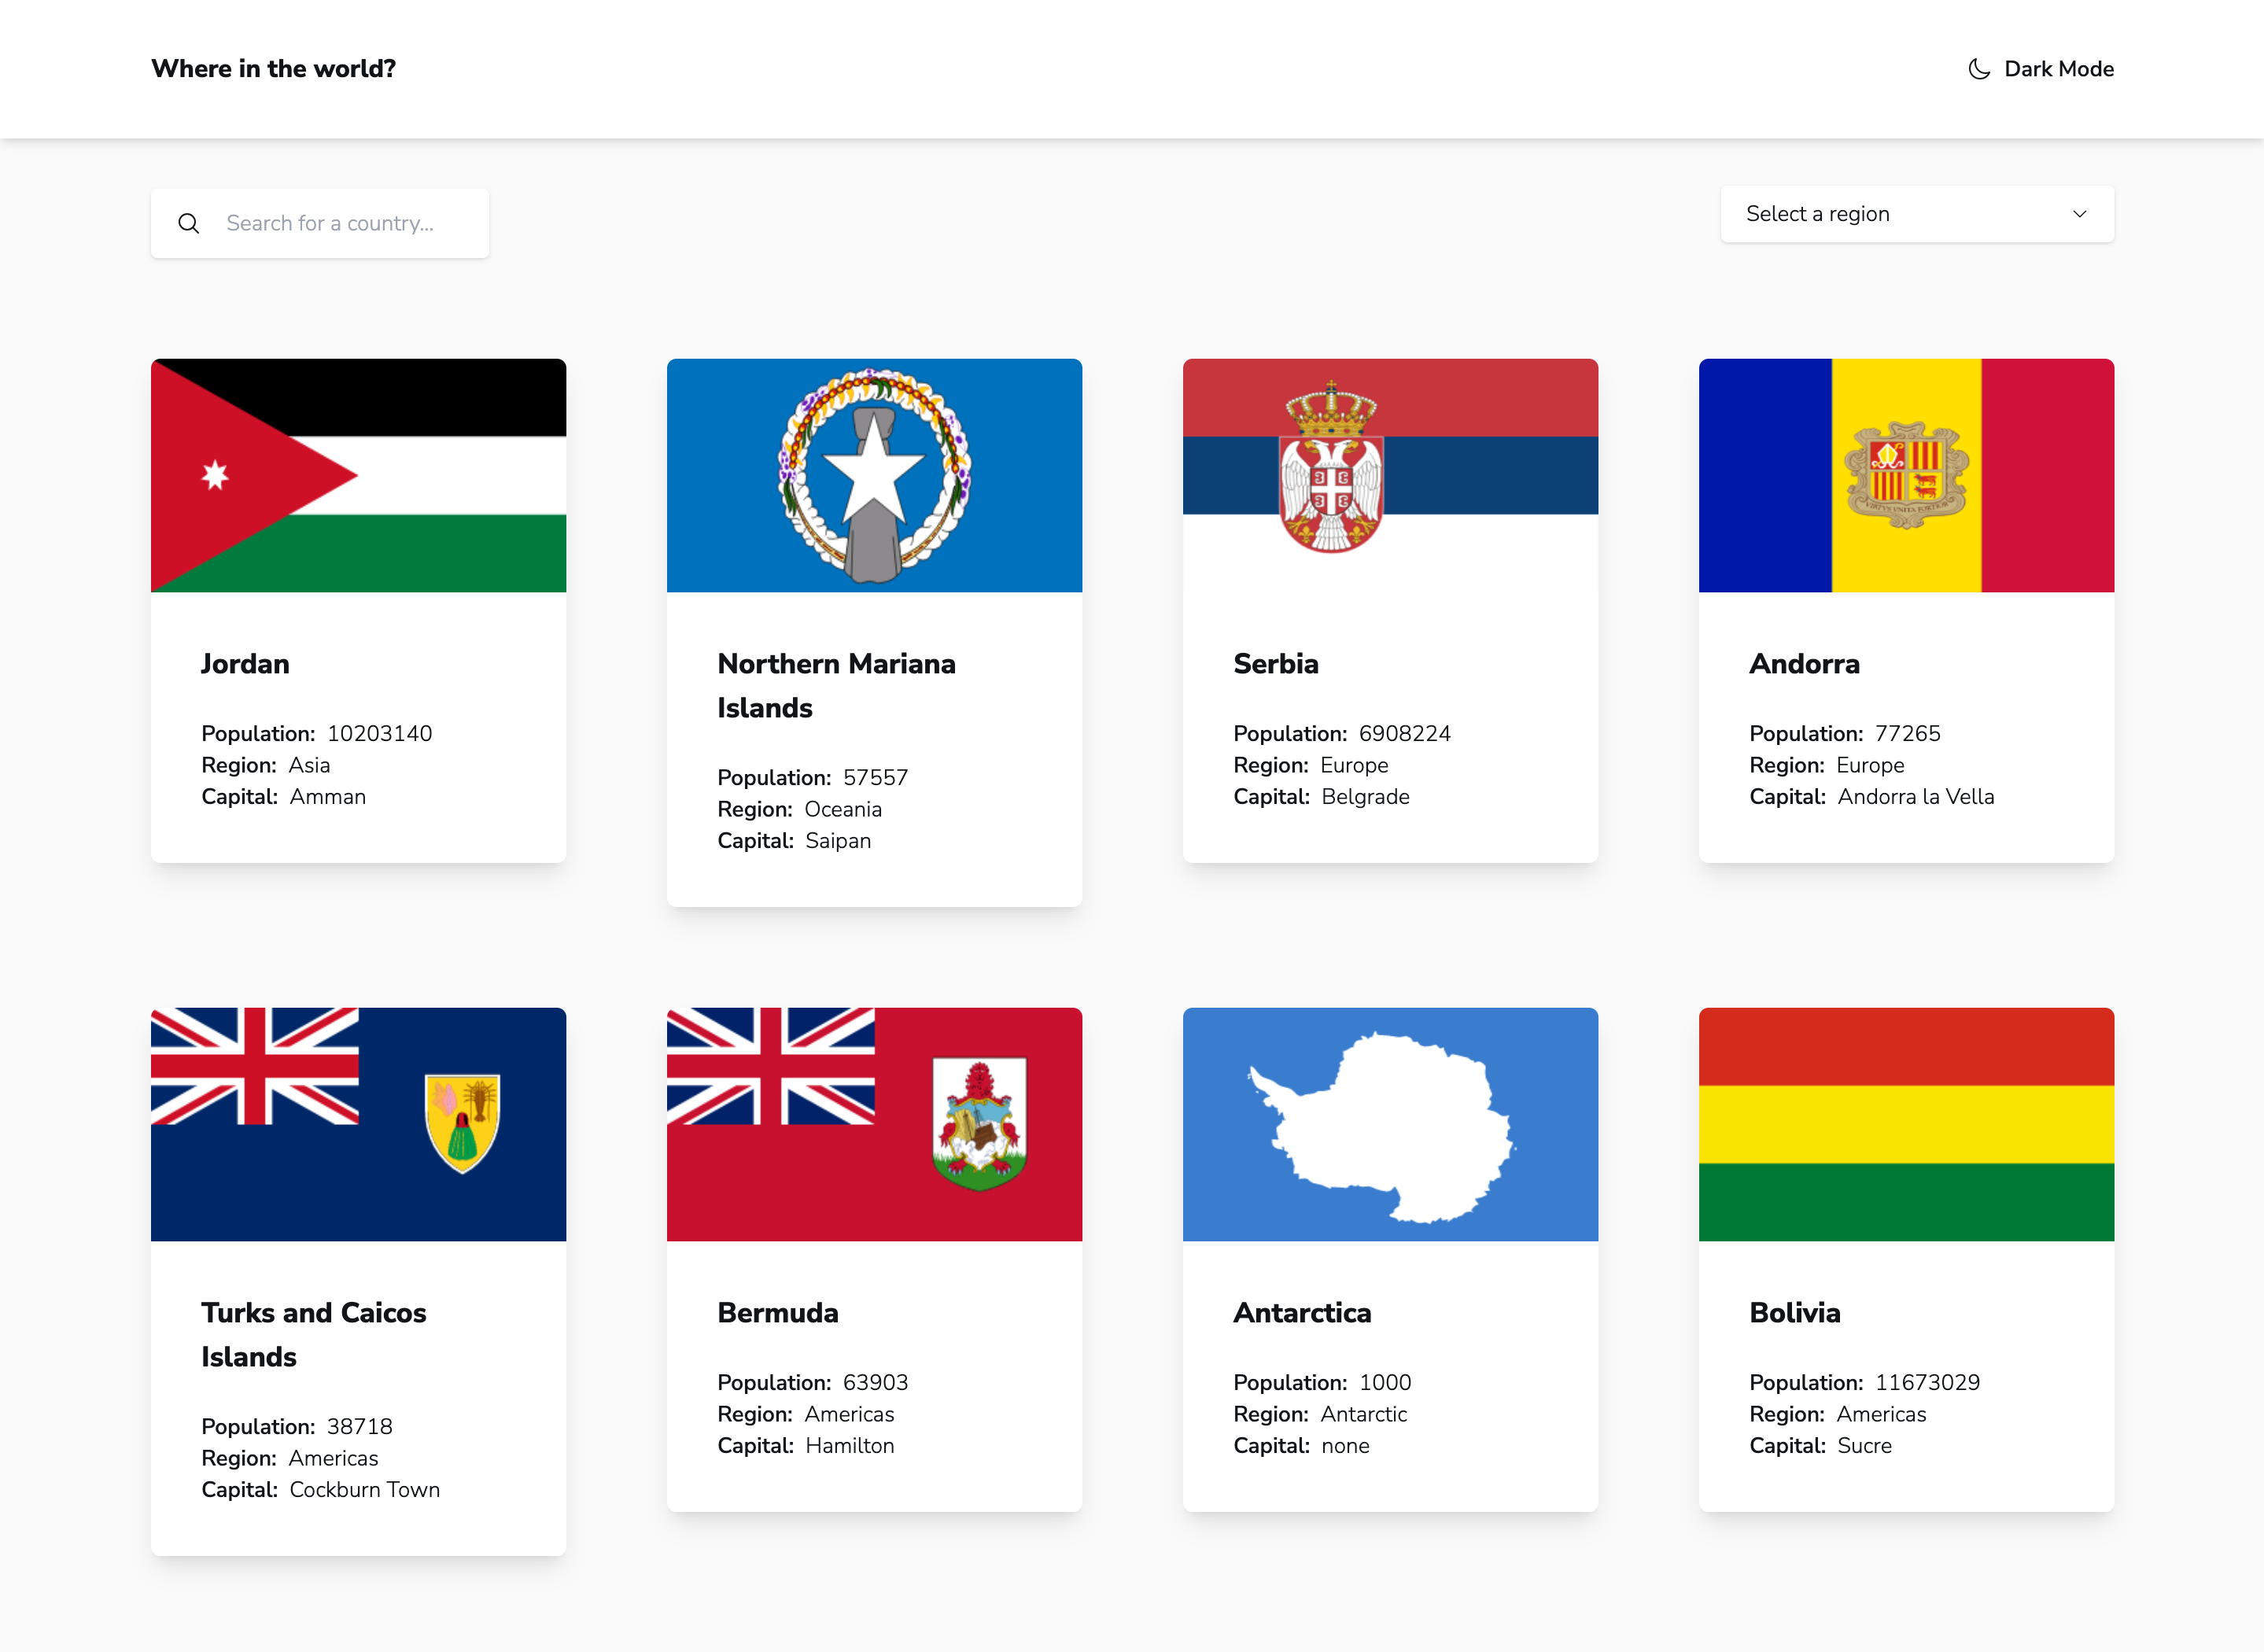 Where in the world?
Dark Mode
Search for a country...
Select a region
Jordan
Population: 10203140
Region: Asia
Capital: Amman
Northern Mariana
Islands
Population: 57557
Region: Oceania
Capital: Saipan
Serbia
Population: 6908224
Region: Europe
Capital: Belgrade
Andorra
Population: 77265
Region: Europe
Capital: Andorra la Vella
Turks and Caicos
Islands
Population: 38718
Region: Americas
Capital: Cockburn Town
Bermuda
Population: 63903
Region: Americas
Capital: Hamilton
Antarctica
Population: 1000
Region: Antarctic
Capital: none
Bolivia
Population: 11673029
Region: Americas
Capital: Sucre